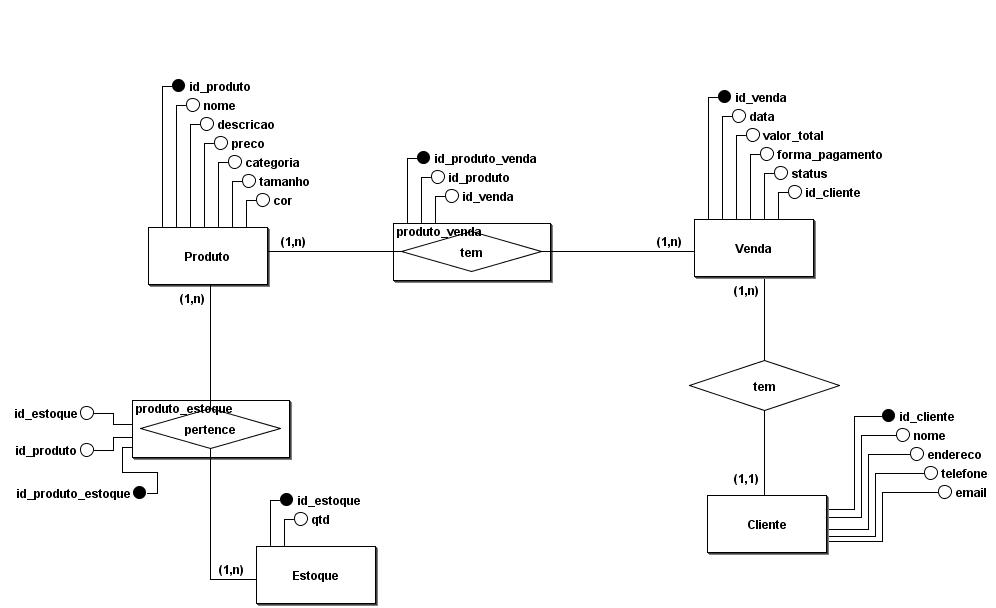 id_produto
nome
descricao
preco
categoria
tamanho
cor
Produto
(1,n)
id_produto_venda
id_produto
id_venda
produto_venda
tem
(1,n)
id_venda
data
valor_total
forma_pagamento
status
id_cliente
Venda
(1,n)
(1,n)
tem
(1,1)
id_cliente
nome
endereco
telefone
email
Cliente
produto_estoque
pertence
id_estoque
id_produto
id_produto_estoque
id_estoque
qtd
(1,n)
Estoque